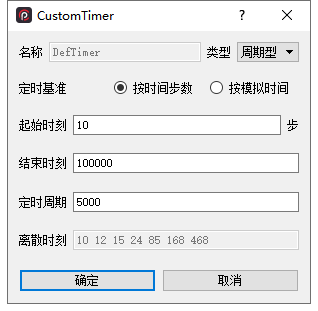 CustomTimer ? ×
名称 DefTimer 类型 周期型
定时基准 按时间步数 按模拟时间
起始时刻 10 步
结束时刻 100000
定时周期 5000
离散时刻 10 12 15 24 85 168 468
确定 取消